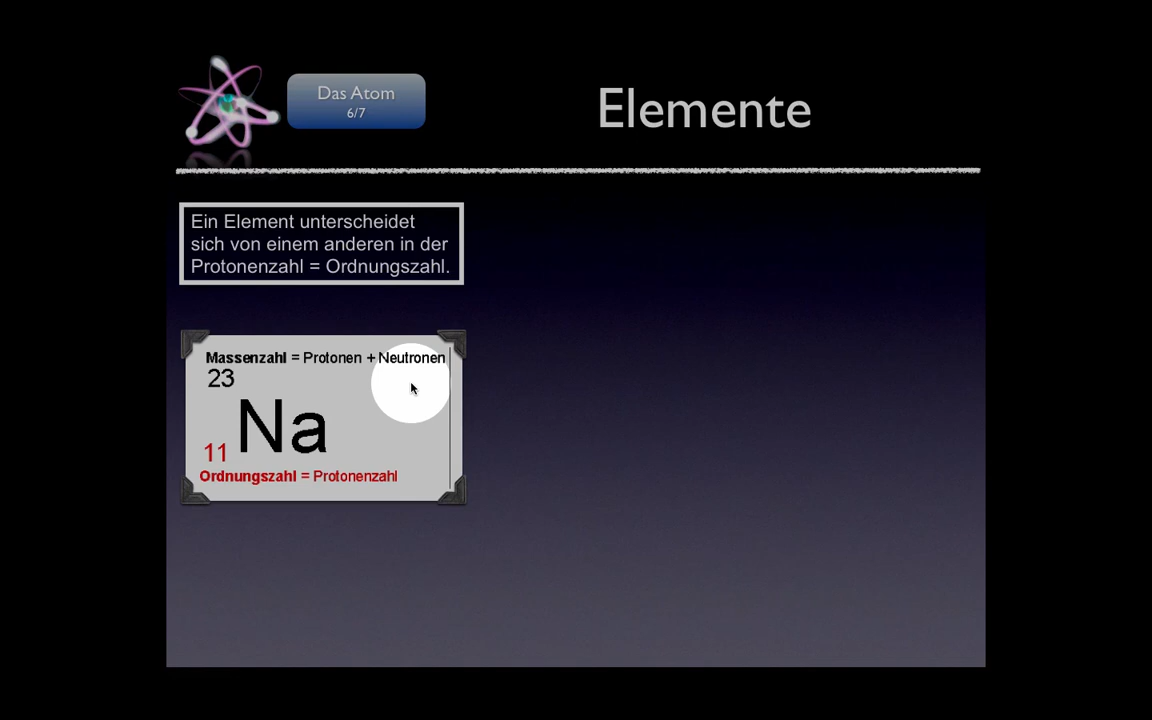 Das Atom
6/7
Elemente
Ein Element unterscheidet
sich von einem anderen in der
Protonenzahl = Ordnungszahl.
Massenzahl = Protonen + Neutronen
23
Na
11
Ordnungszahl = Protonenzahl